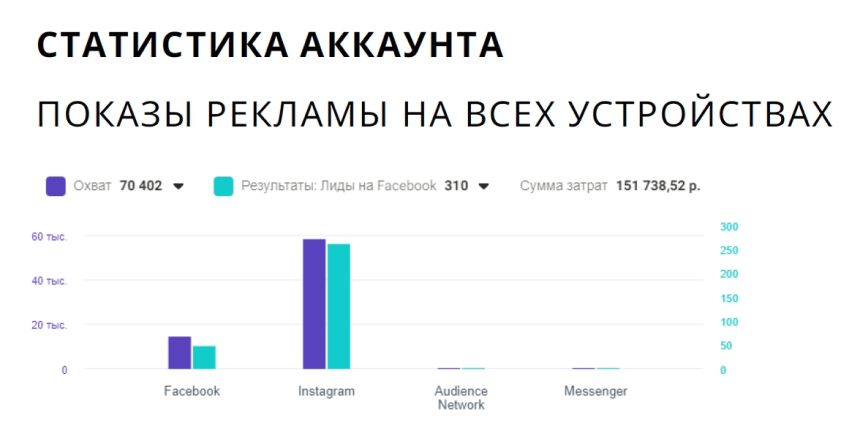 СТАТИСТИКА АККАУНТА
ПОКАЗЫ РЕКЛАМЫ НА ВСЕХ УСТРОЙСТВАХ
Охват 70 402 Результаты: Лиды на Facebook 310 Сумма затрат 151 738,52 р.
300
60 тыс.
250
40 тыс.
200
150
20 тыс.
100
50
0
0
Facebook Instagram Audience Network Messenger